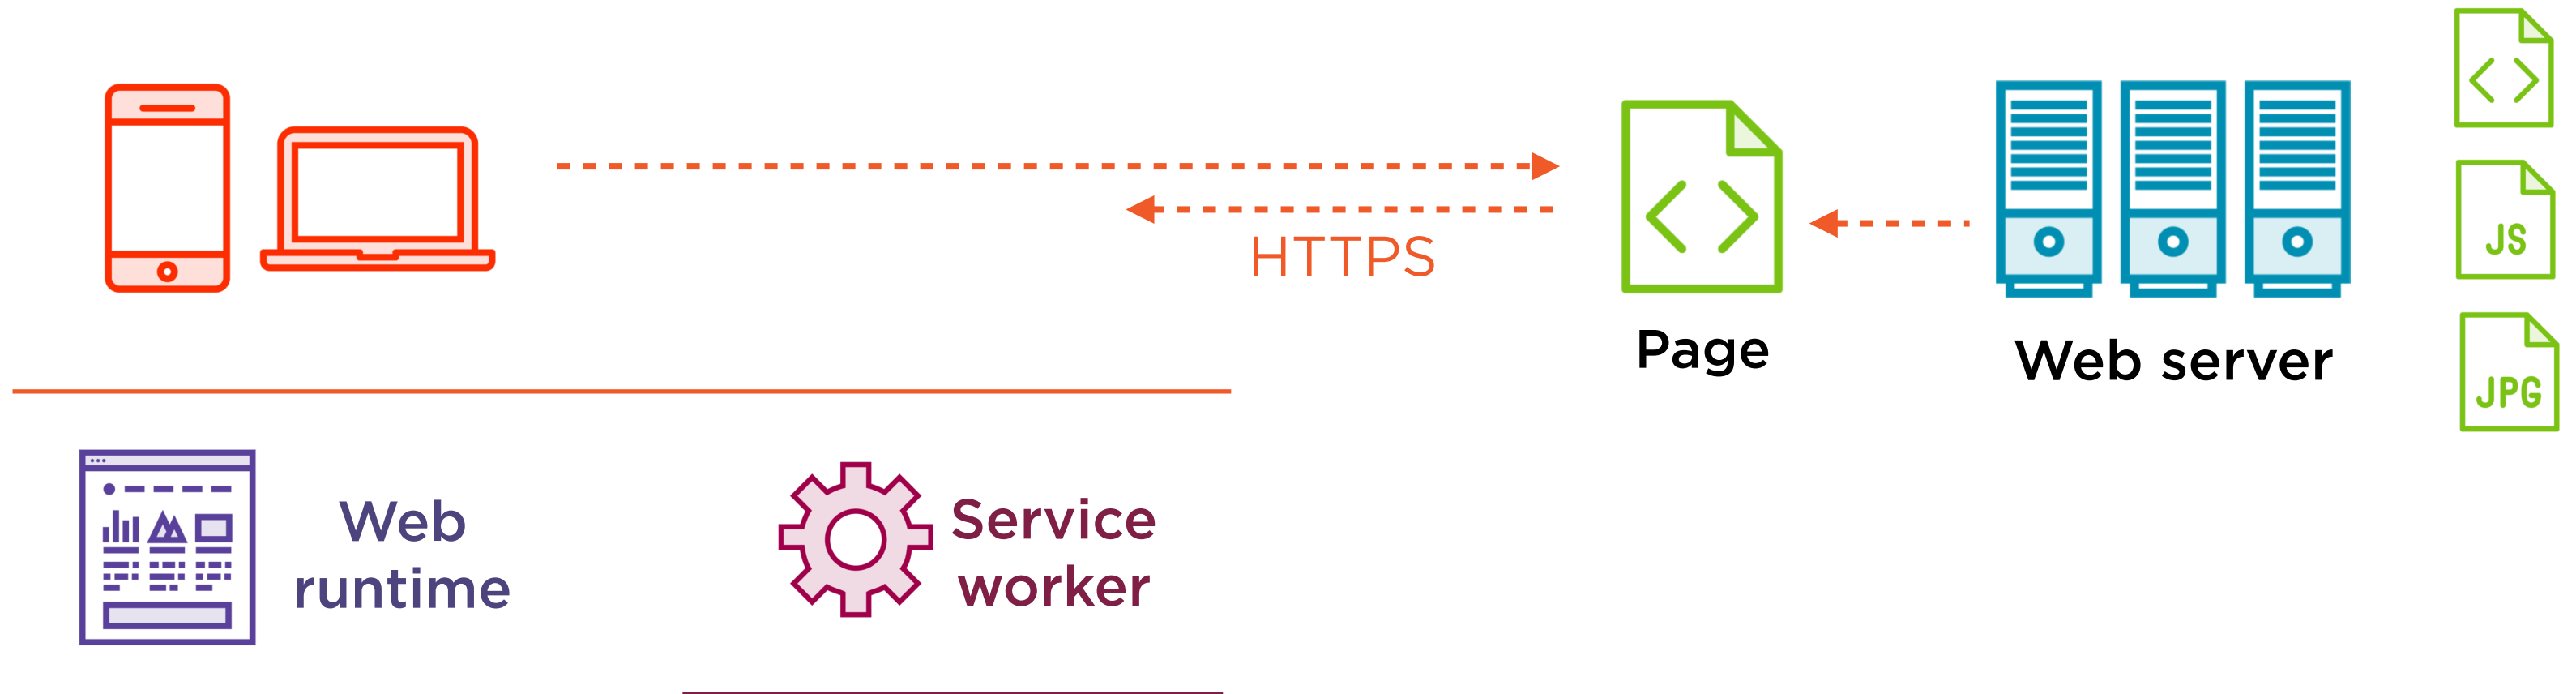 HTTPS
Page
Web server
JS
JPG
Web
runtime
Service
worker